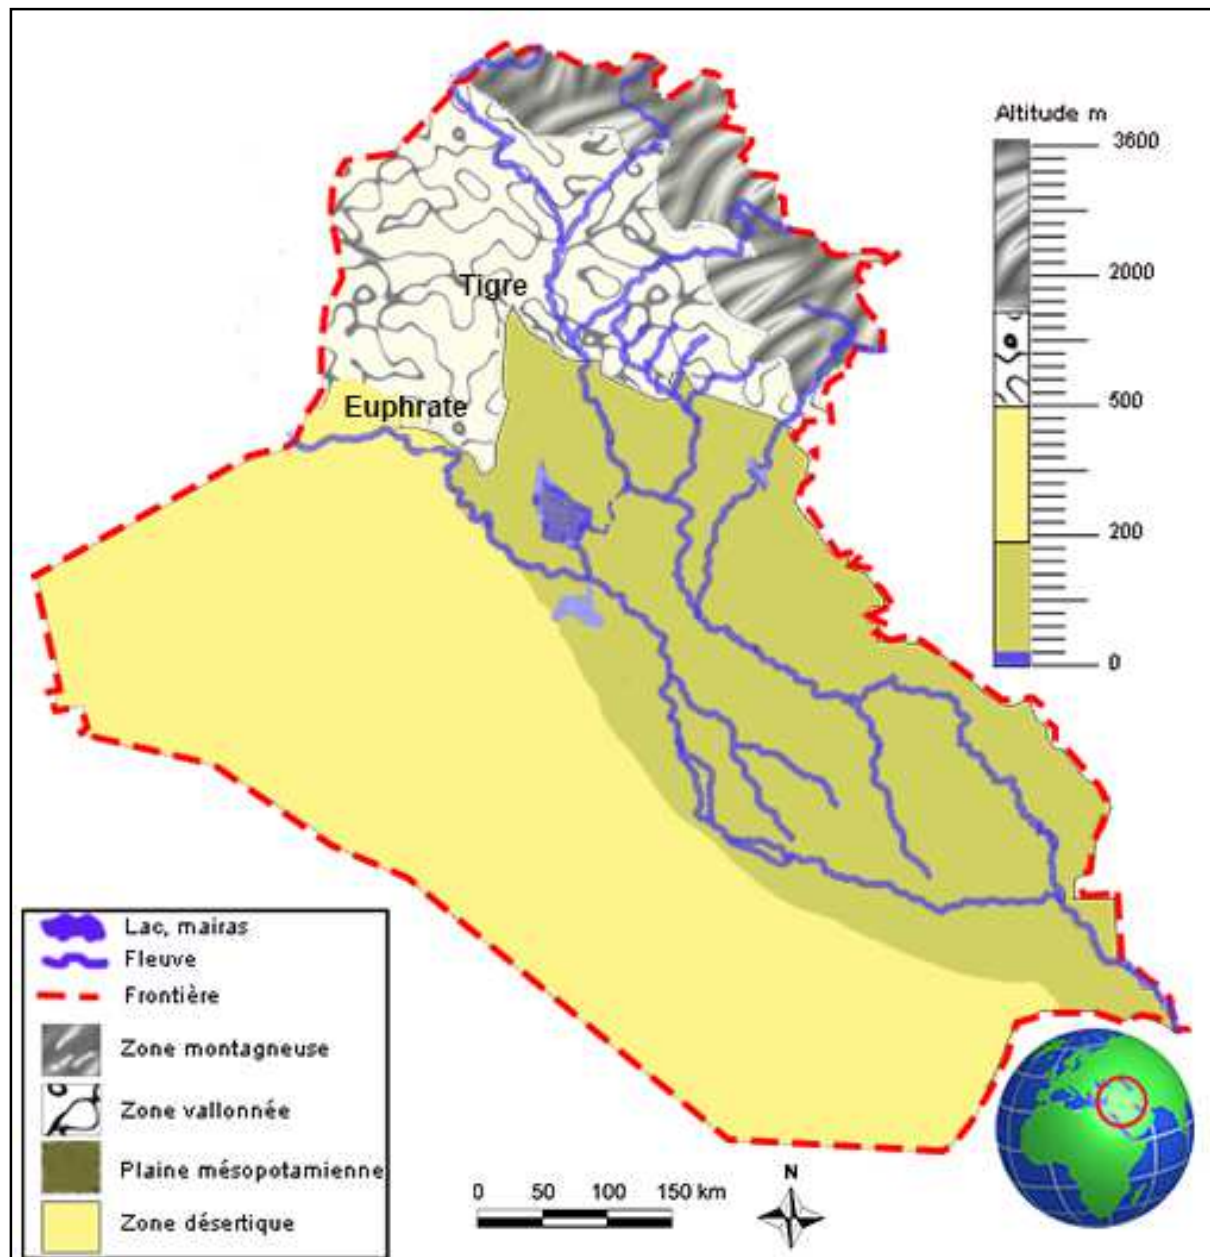 Altitude m
3600
2000
500
200
0
Tigre
Euphrate
Lac, mairas
Fleuve
Frontière
Zone montagneuse
Zone vallonnée
Plaine mésopotamienne
Zone désertique
0 50 100 150 km
N